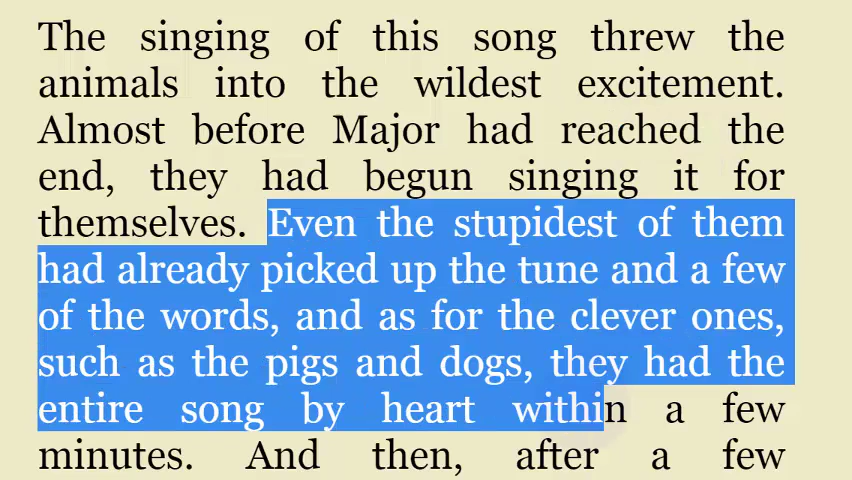 The singing of this song threw the
animals into the wildest excitement.
Almost before Major had reached the
end, they had begun singing it for
themselves. Even the stupidest of them
had already picked up the tune and a few
of the words, and as for the clever ones,
such as the pigs and dogs, they had the
entire song by heart within a few
minutes. And then, after a few